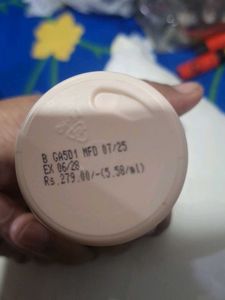 B GA5D1 MFD 07/25
EX 06/28
Rs.279.00/-(5.58/ml)